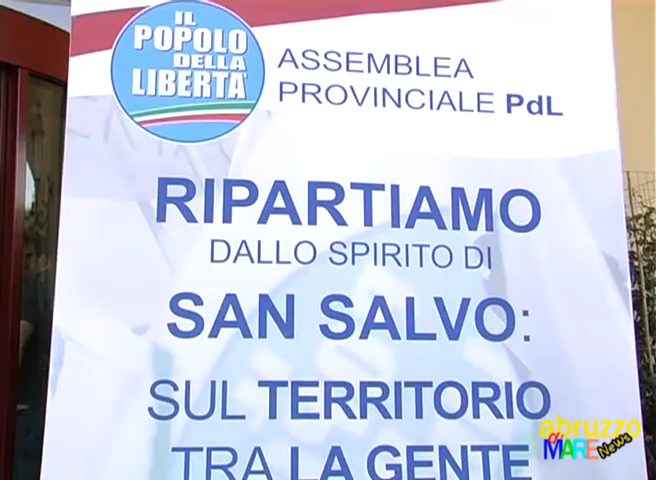 IL
POPOLO
DELLA
LIBERTÀ
ASSEMBLEA
PROVINCIALE PdL
RIPARTIAMO
DALLO SPIRITO DI
SAN SALVO:
SUL TERRITORIO
TRA LA GENTE
abruzzo
a MARE News